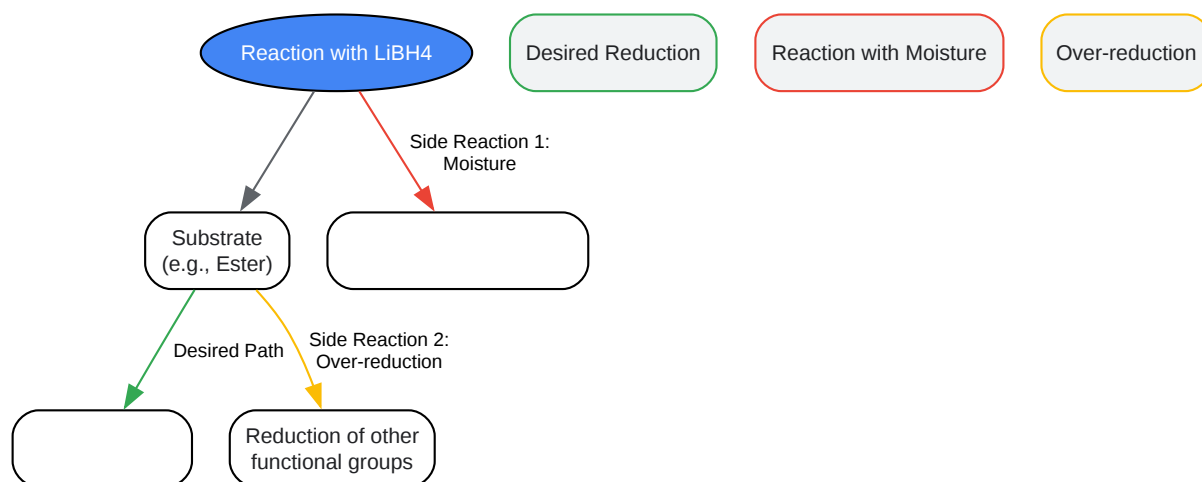 Reaction with LiBH4
Desired Reduction
Reaction with Moisture
Over-reduction
Side Reaction 1:
Moisture
Substrate
(e.g., Ester)
Desired Path
Side Reaction 2:
Over-reduction
Reduction of other
functional groups